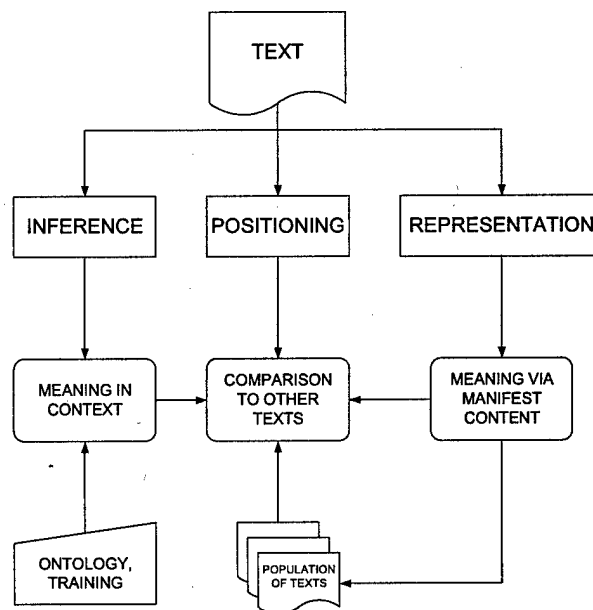 TEXT
INFERENCE
POSITIONING
REPRESENTATION
MEANING IN
CONTEXT
COMPARISON
TO OTHER
TEXTS
MEANING VIA
MANIFEST
CONTENT
ONTOLOGY,
TRAINING
POPULATION
OF TEXTS